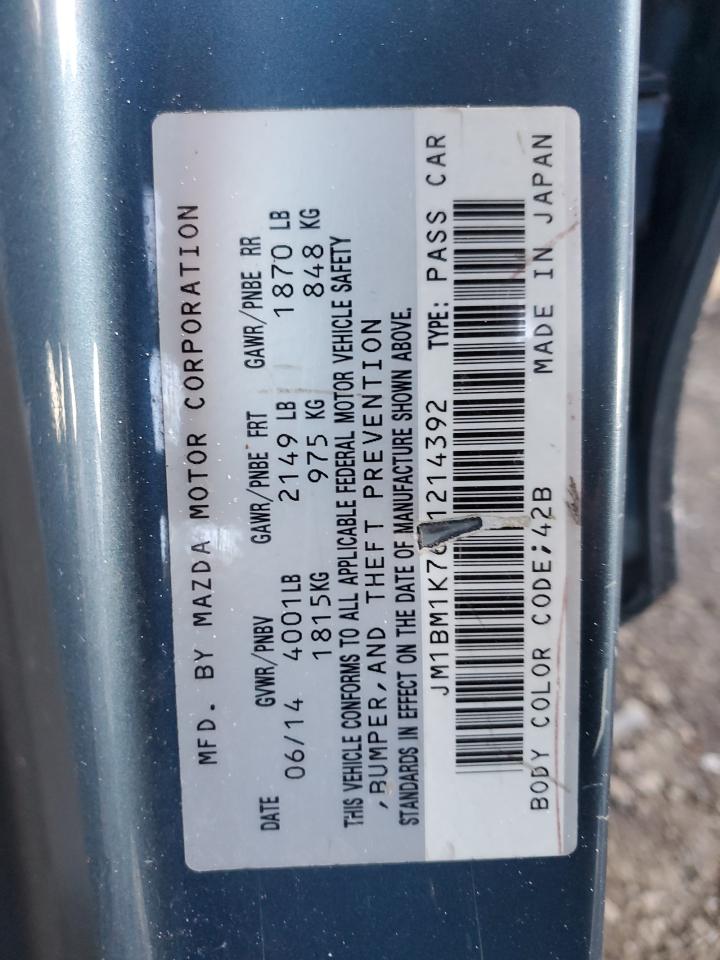 MFD. BY MAZDA MOTOR CORPORATION
DATE GVWR/PNBV GAWR/PNBE FRT GAWR/PNBE RR
06/14 4001LB 2149 LB 1870 LB
1815KG 975 KG 848 KG
THIS VEHICLE CONFORMS TO ALL APPLICABLE FEDERAL MOTOR VEHICLE SAFETY
,BUMPER,AND THEFT PREVENTION
STANDARDS IN EFFECT ON THE DATE OF MANUFACTURE SHOWN ABOVE.
JM1BM1K76 1214392 TYPE: PASS CAR
BODY COLOR CODE;42B MADE IN JAPAN